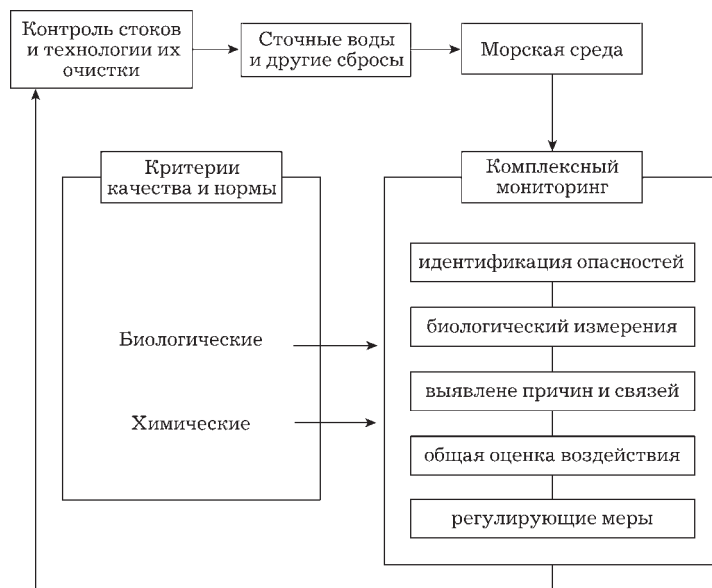 Контроль стоков
и технологии их
очистки
Сточные воды
и другие сбросы
Морская среда
Критерии
качества и нормы
Биологические
Химические
Комплексный
мониторинг
идентификация опасностей
биологический измерения
выявлене причин и связей
общая оценка воздействия
регулирующие меры